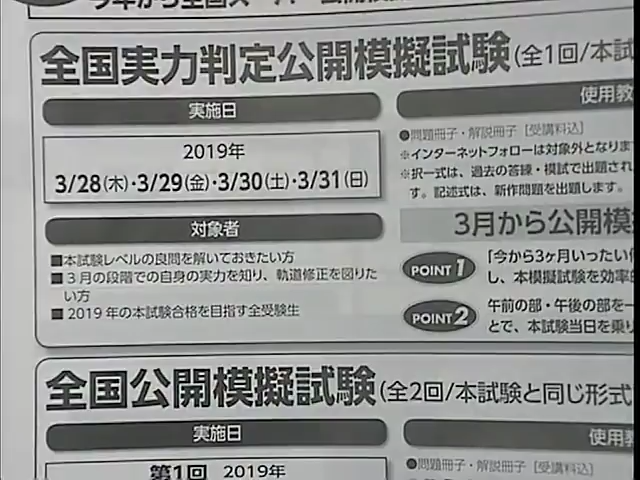 全国実力判定公開模擬試験(全1回/本試
実施日
2019年
3/28(木)・3/29(金)・3/30(土)・3/31(日)
対象者
■本試験レベルの良問を解いておきたい方
■3月の段階での自身の実力を知り、軌道修正を図りた
い方
■2019年の本試験合格を目指す全受験生
使用教
●問題冊子・解説冊子[受講料込]
※インターネットフォローは対象外となりま
※択一式は、過去の答練・模試で出題され
す。記述式は、新作問題を出題します。
3月から公開模
POINT1
「今から3ヶ月いったい
し、本模擬試験を効率的
POINT2
午前の部・午後の部を一
とで、本試験当日を乗り
全国公開模擬試験(全2回/本試験と同じ形式
実施日
第1回 2019年
使用教
●問題冊子・解説冊子[受講料込]